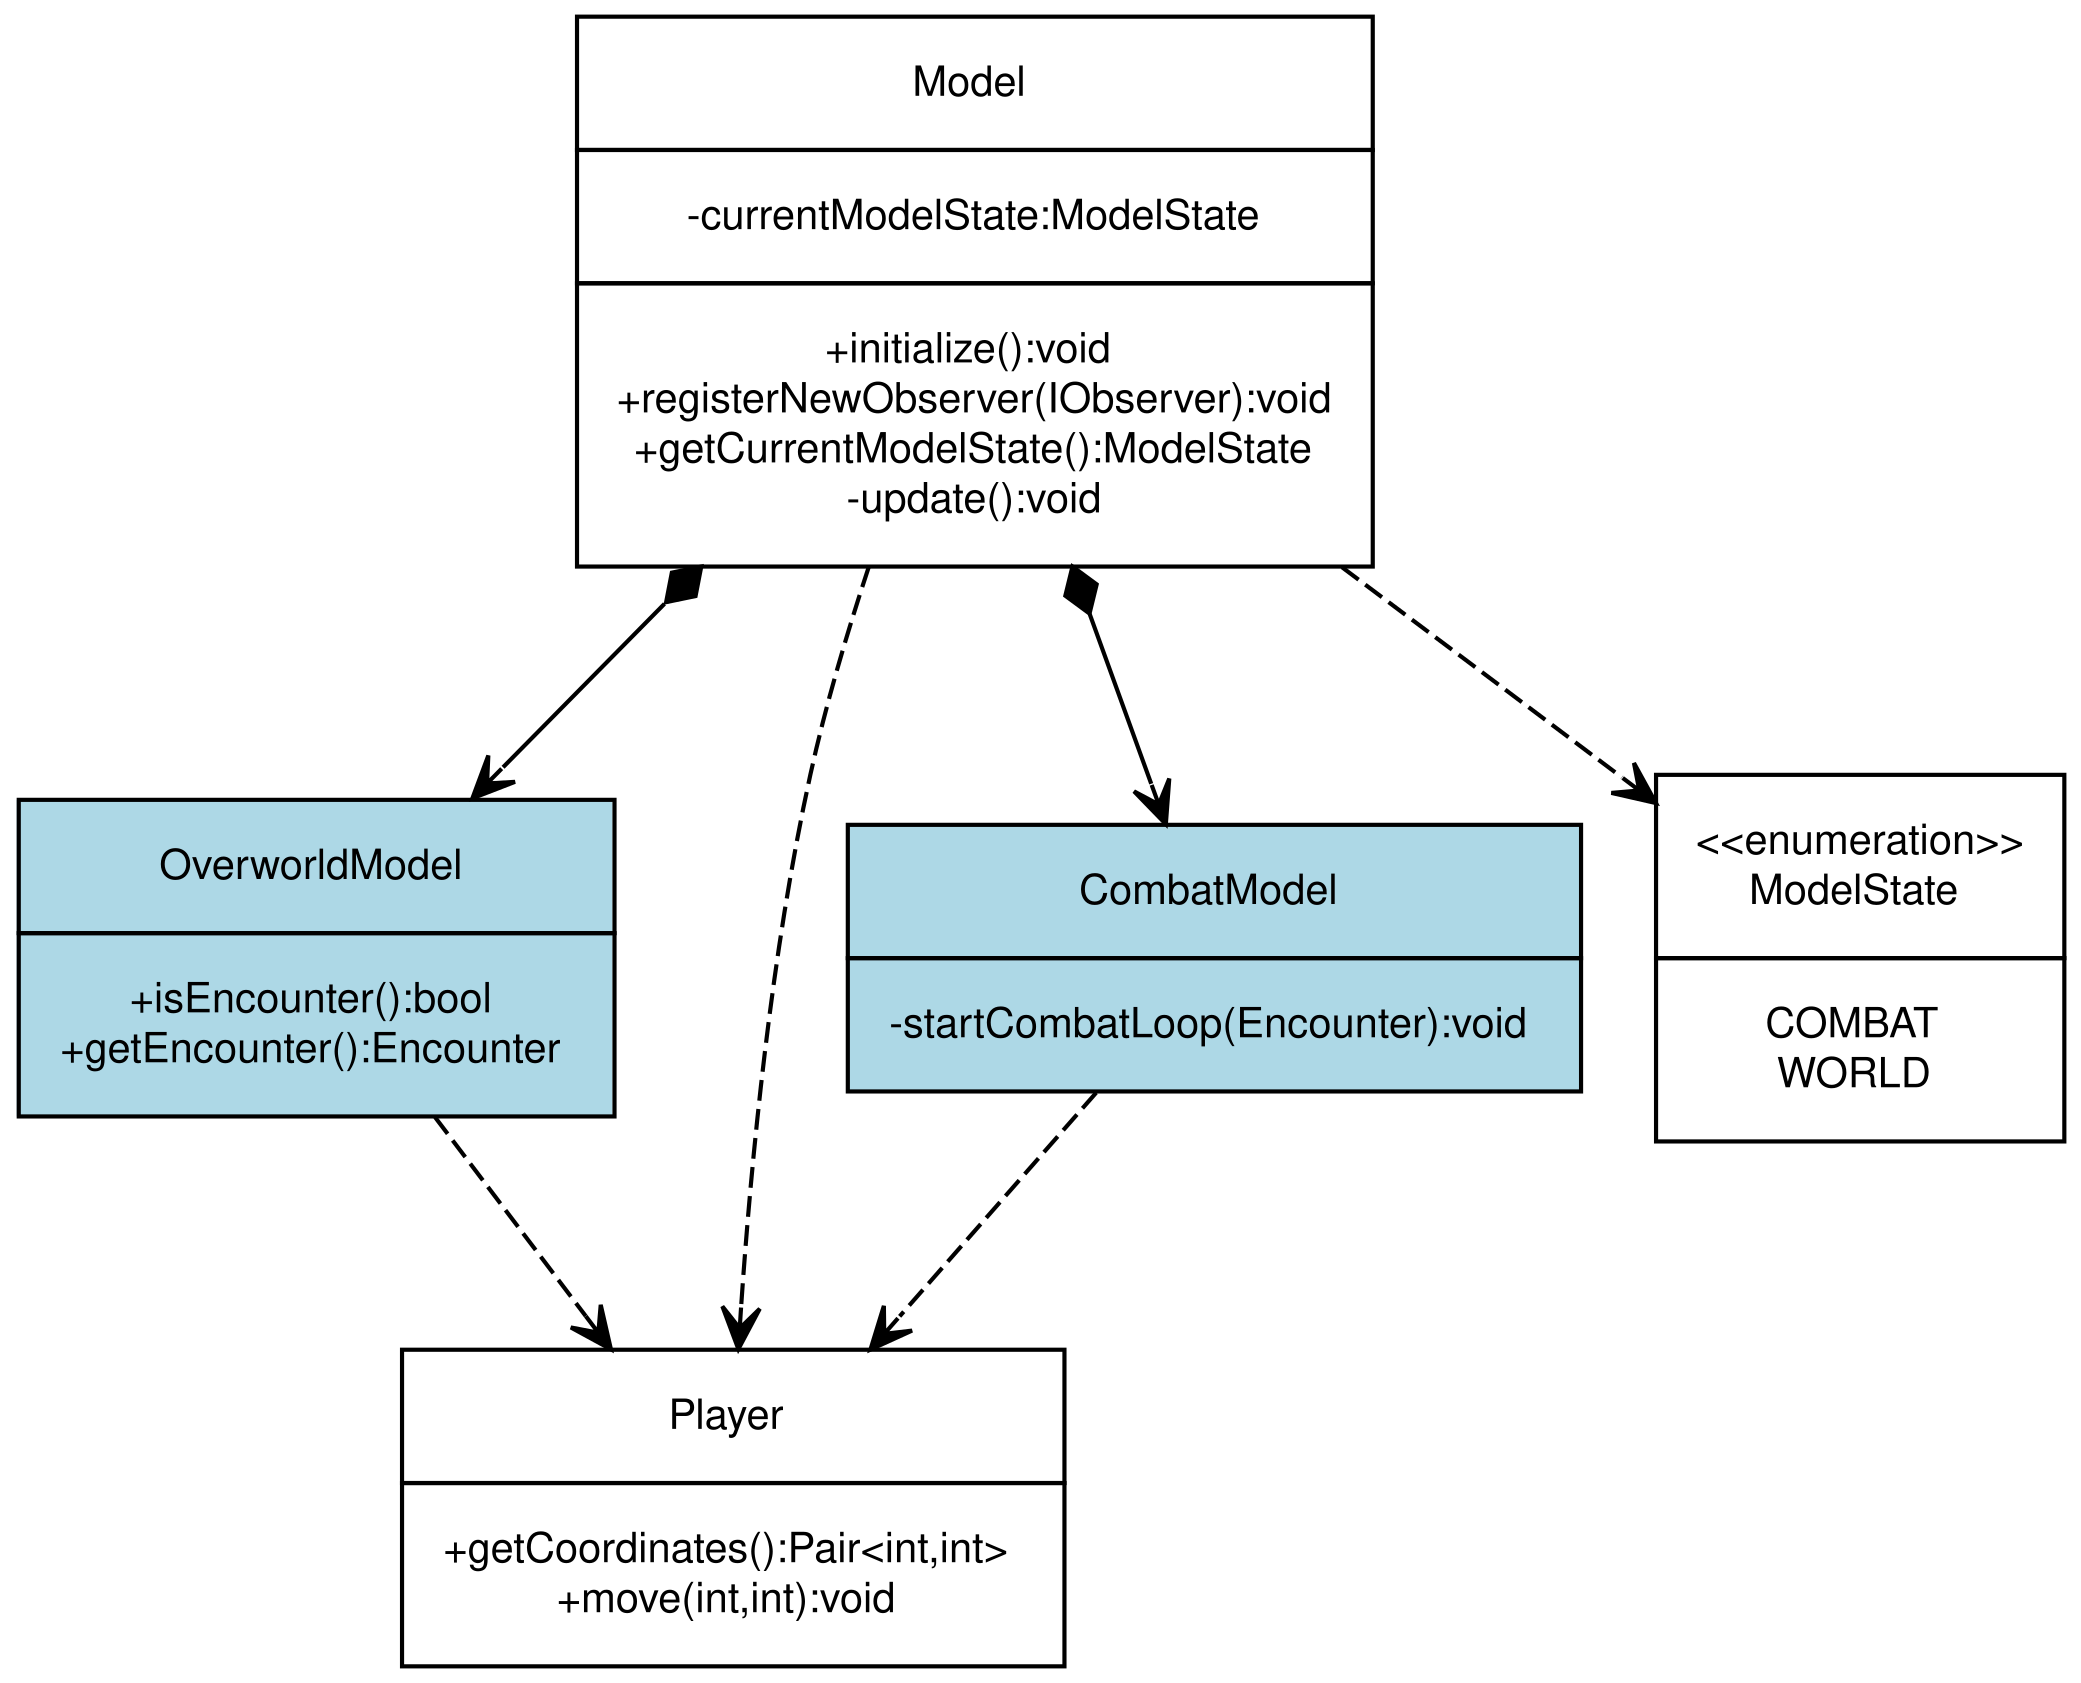 Model
-currentModelState:ModelState
+initialize():void
+registerNewObserver(IObserver):void
+getCurrentModelState():ModelState
-update():void
OverworldModel
+isEncounter():bool
+getEncounter():Encounter
CombatModel
-startCombatLoop(Encounter):void
<<enumeration>>
ModelState
COMBAT
WORLD
Player
+getCoordinates():Pair<int,int>
+move(int,int):void